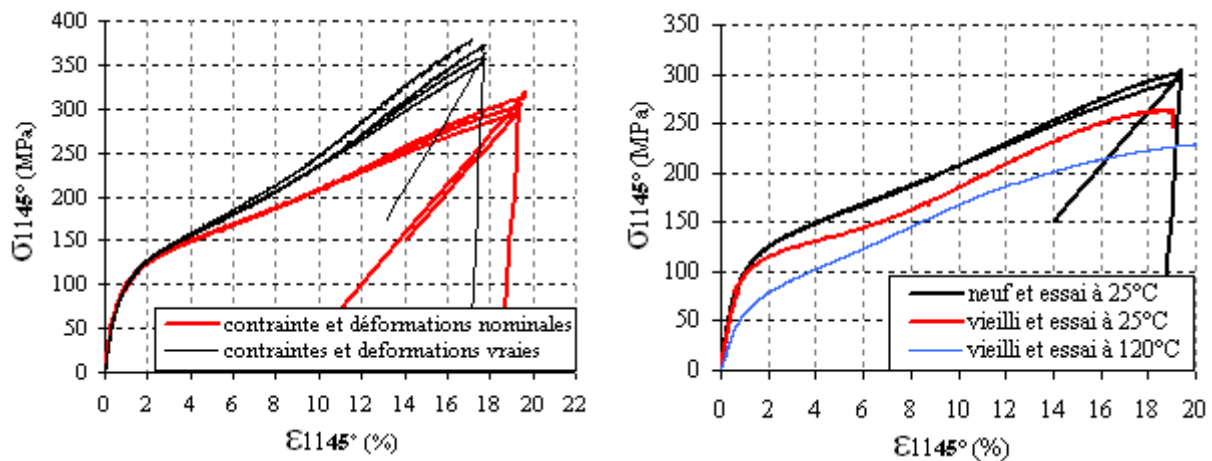 400
350
300
250
200
150
100
50
0
σ1145° (MPa)
contrainte et déformations nominales
contraintes et deformations vraies
0 2 4 6 8 10 12 14 16 18 20 22
ε1145° (%)
350
300
250
200
150
100
50
0
σ1145° (MPa)
neuf et essai à 25°C
vieilli et essai à 25°C
vieilli et essai à 120°C
0 2 4 6 8 10 12 14 16 18 20
ε1145° (%)